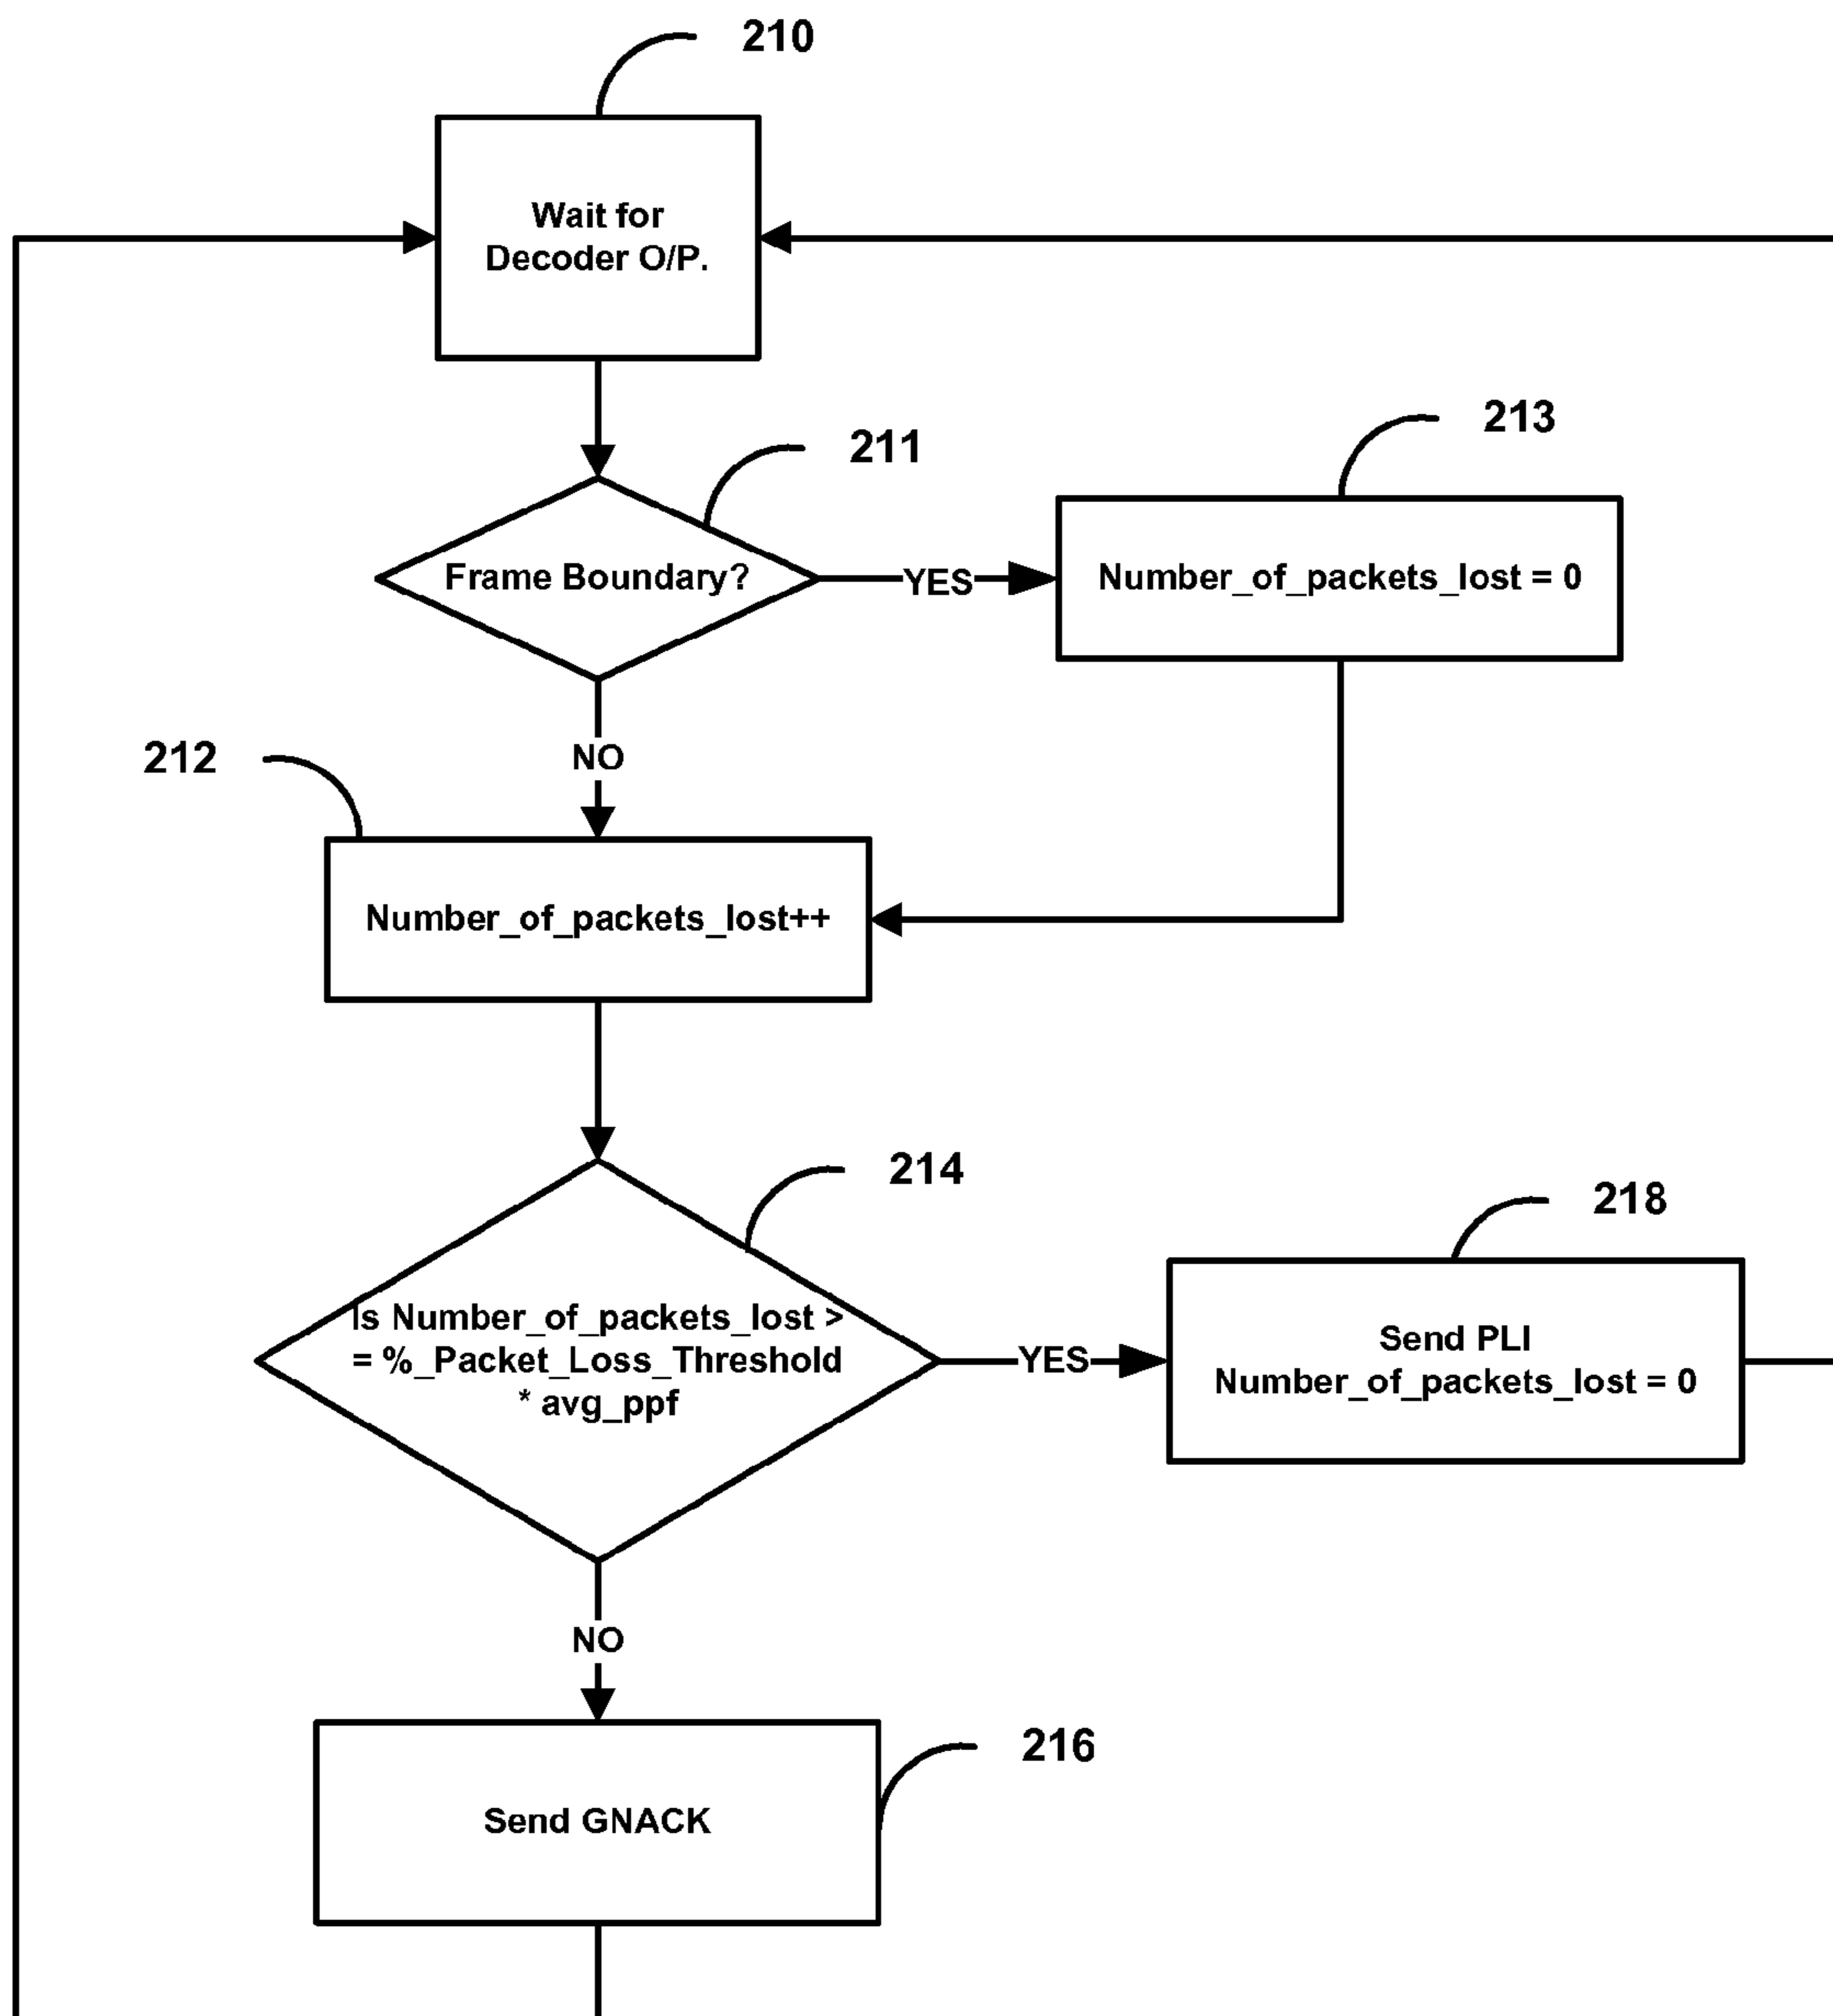 210
Wait for
Decoder O/P.
211
213
Frame Boundary?
YES
Number_of_packets_lost = 0
NO
212
Number_of_packets_lost++
214
218
Is Number_of_packets_lost >
= %_Packet_Loss_Threshold
* avg_ppf
YES
Send PLI
Number_of_packets_lost = 0
NO
216
Send GNACK